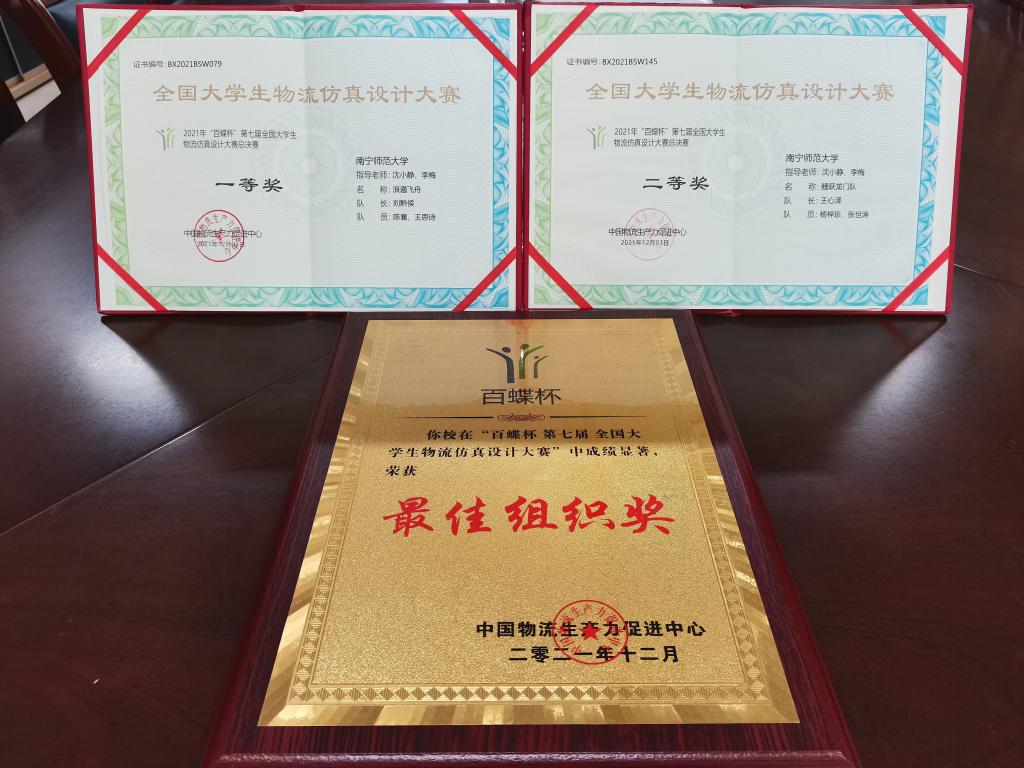 证书编号: BX2021BSW079
全国大学生物流仿真设计大赛
2021年“百蝶杯”第七届全国大学生
物流仿真设计大赛总决赛
一等奖
南宁师范大学
指导老师: 沈小静、李梅
名 称: 浪遏飞舟
队 长: 刘黔侯
队 员: 陈襄、王思诗
中国物流生产力促进中心
证书编号: BX2021BSW145
全国大学生物流仿真设计大赛
2021年“百蝶杯”第七届全国大学生
物流仿真设计大赛总决赛
二等奖
南宁师范大学
指导老师: 沈小静、李梅
名 称: 鲤跃龙门队
队 长: 王心泽
队 员: 杨梓珍、张世涛
中国物流生产力促进中心
2021年12月03日
百蝶杯
你校在“百蝶杯 第七届 全国大
学生物流仿真设计大赛”中成绩显著，
荣获
最佳组织奖
中国物流生产力促进中心
二零二一年十二月